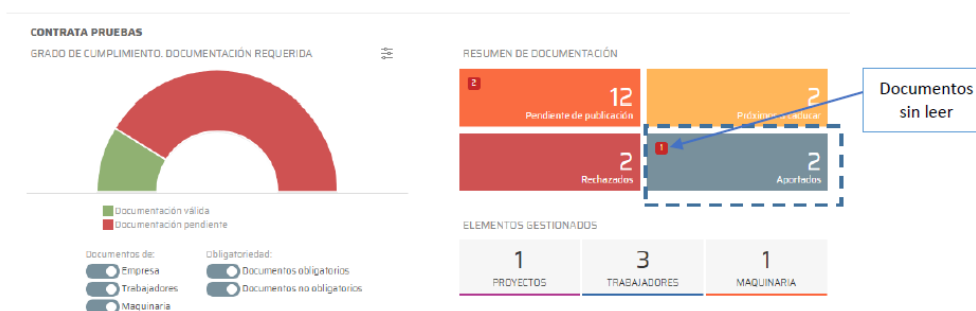 CONTRATA PRUEBAS
GRADO DE CUMPLIMIENTO. DOCUMENTACIÓN REQUERIDA
Documentación válida
Documentación pendiente
Documentos de:
Empresa
Trabajadores
Maquinaria
Obligatoriedad:
Documentos obligatorios
Documentos no obligatorios
RESUMEN DE DOCUMENTACIÓN
2
12
Pendiente de publicación
2
Próximos a caducar
2
Rechazados
1
2
Aportados
Documentos
sin leer
ELEMENTOS GESTIONADOS
1
PROYECTOS
3
TRABAJADORES
1
MAQUINARIA